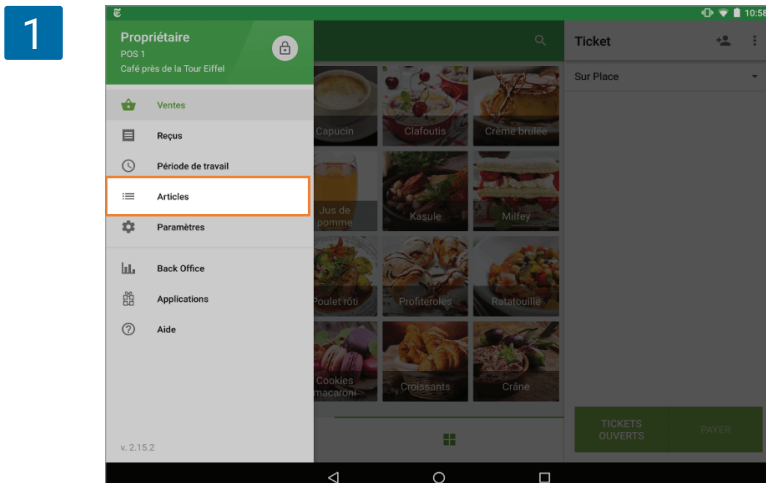 1
10:58
Propriétaire
POS 1
Café près de la Tour Eiffel
Ticket
Sur Place
Ventes
Reçus
Période de travail
Articles
Paramètres
Back Office
Applications
Aide
v. 2.15.2
Capucin
Clafoutis
Crème brulée
Jus de
pomme
Kasule
Milfey
Poulet rôti
Profiteroles
Ratatouille
Cookies
macaroni
Croissants
Crâne
TICKETS
OUVERTS
PAYER